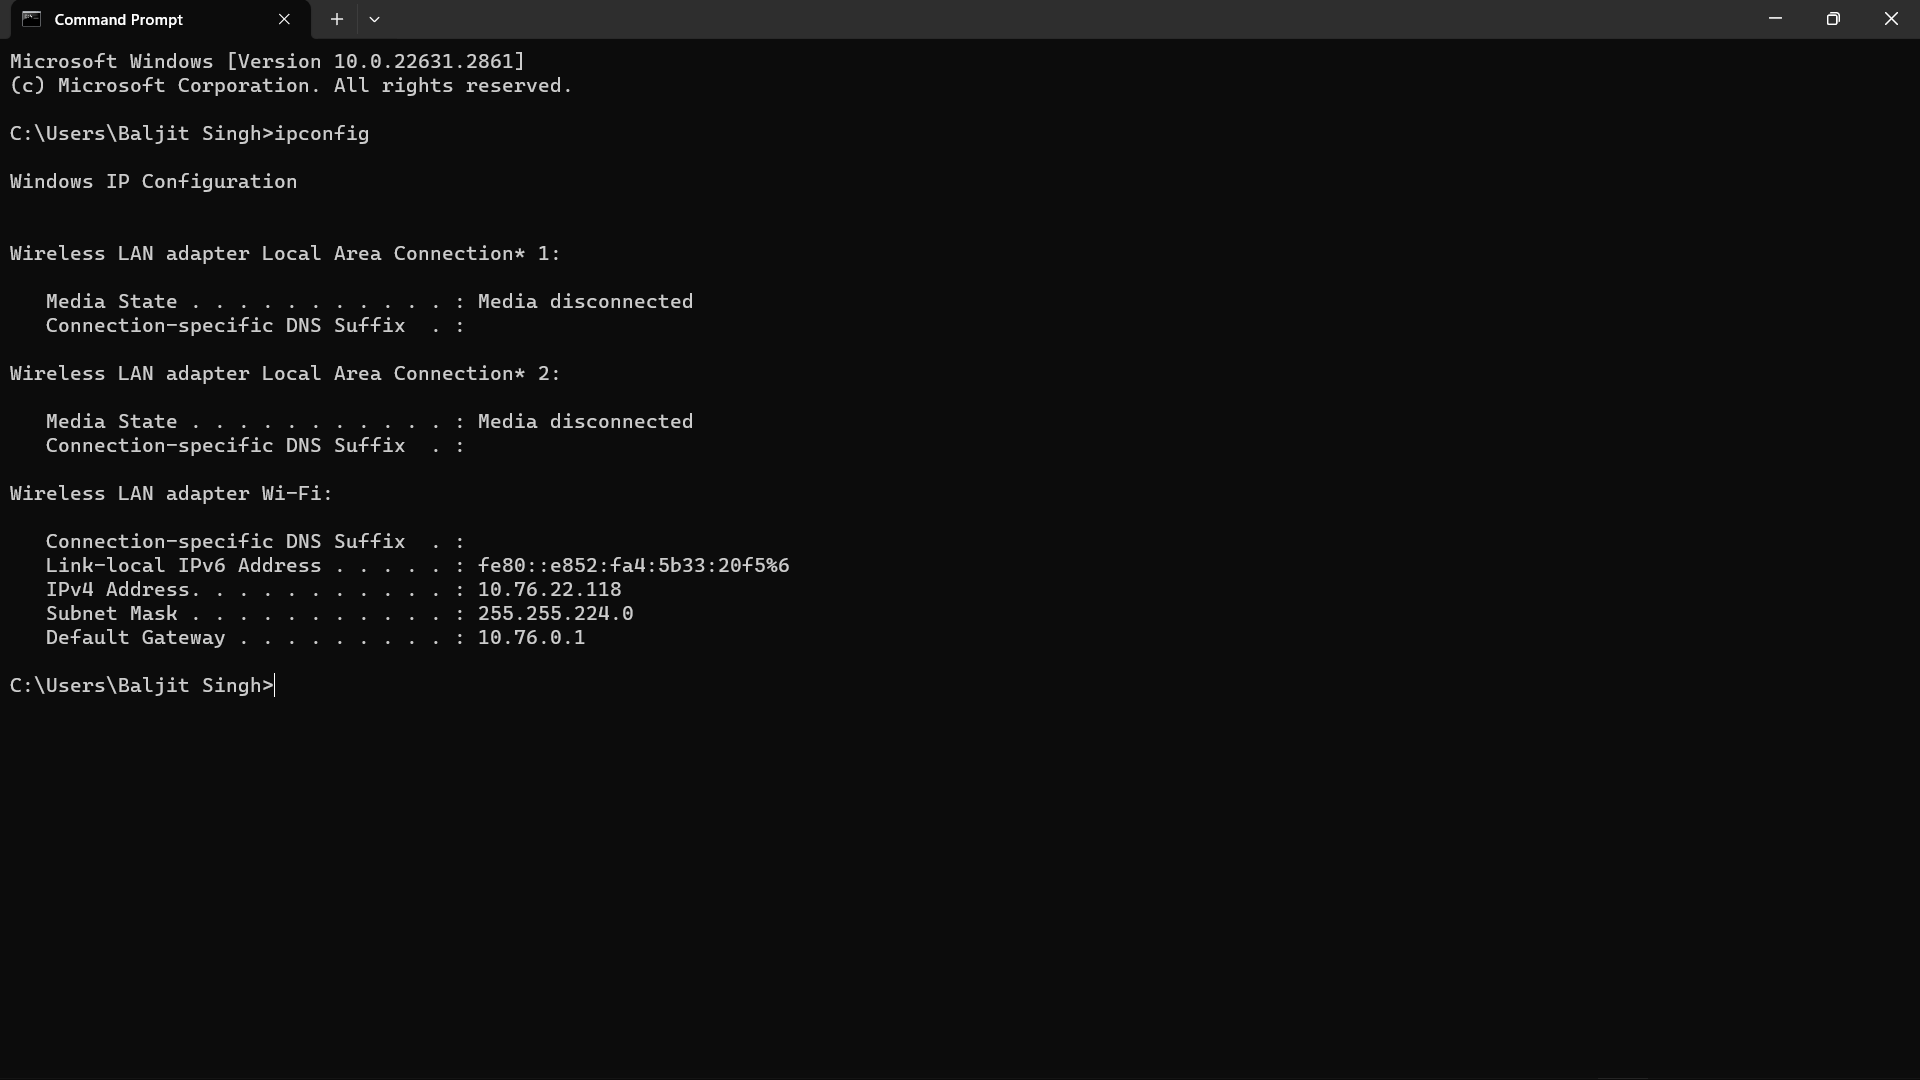 Command Prompt
Microsoft Windows [Version 10.0.22631.2861]
(c) Microsoft Corporation. All rights reserved.
C:\Users\Baljit Singh>ipconfig
Windows IP Configuration
Wireless LAN adapter Local Area Connection* 1:
   Media State . . . . . . . . . . . : Media disconnected
   Connection-specific DNS Suffix  . :
Wireless LAN adapter Local Area Connection* 2:
   Media State . . . . . . . . . . . : Media disconnected
   Connection-specific DNS Suffix  . :
Wireless LAN adapter Wi-Fi:
   Connection-specific DNS Suffix  . :
   Link-local IPv6 Address . . . . . : fe80::e852:fa4:5b33:20f5%6
   IPv4 Address. . . . . . . . . . . : 10.76.22.118
   Subnet Mask . . . . . . . . . . . : 255.255.224.0
   Default Gateway . . . . . . . . . : 10.76.0.1
C:\Users\Baljit Singh>